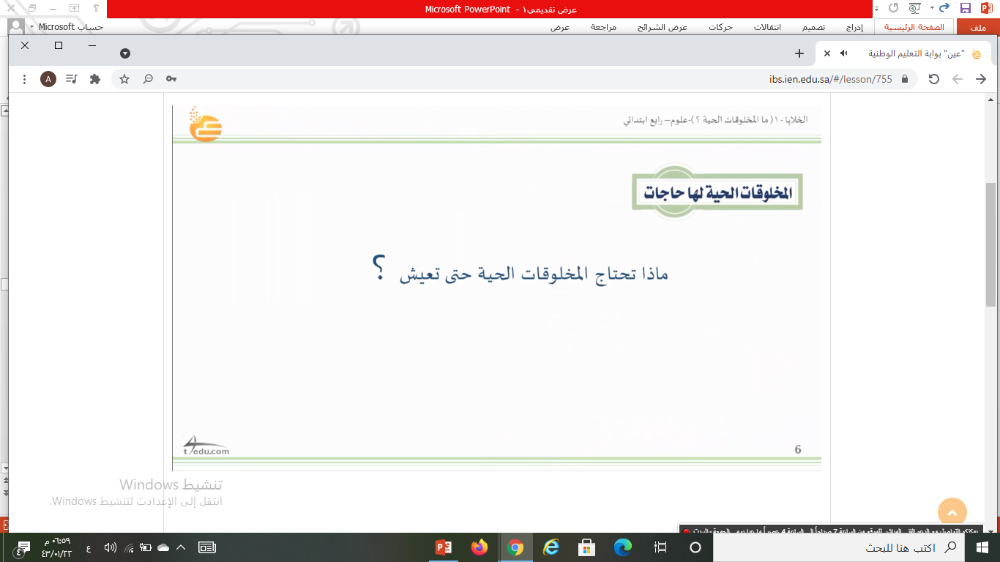 عرض تقديمي١ - Microsoft PowerPoint
ملف
الصفحة الرئيسية
إدراج
تصميم
انتقالات
حركات
عرض الشرائح
مراجعة
عرض
حساب Microsoft
"عين" بوابة التعليم الوطنية
ibs.ien.edu.sa/#/lesson/755
A
الخلايا - ١( ما المخلوقات الحية ؟ )-علوم– رابع ابتدائي
المخلوقات الحية لها حاجات
ماذا تحتاج المخلوقات الحية حتى تعيش ؟
t4edu.com
6
تنشيط Windows
انتقل إلى الإعدادت لتنشيط Windows.
اكتب هنا للبحث
ع
٠٦:٥٩ م
٤٣/٠١/٢٢
٤